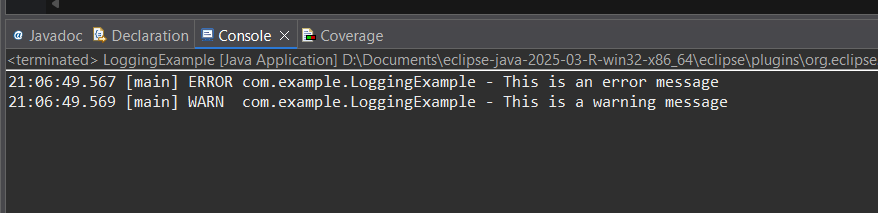 Javadoc Declaration Console Coverage
<terminated> LoggingExample [Java Application] D:\Documents\eclipse-java-2025-03-R-win32-x86_64\eclipse\plugins\org.eclipse
21:06:49.567 [main] ERROR com.example.LoggingExample - This is an error message
21:06:49.569 [main] WARN  com.example.LoggingExample - This is a warning message